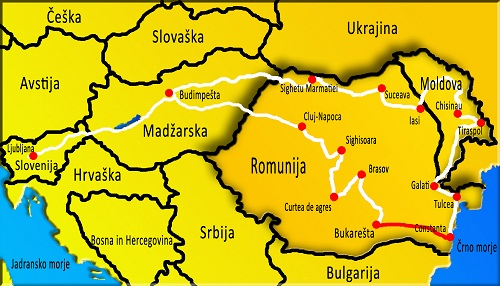 Češka
Ukrajina
Slovaška
Avstija
Moldova
Sighetu Marmatiei
Suceava
Budimpešta
Chisinau
Iasi
Tiraspol
Cluj-Napoca
Madžarska
Ljubljana
Sighisoara
Slovenija
Romunija
Brasov
Hrvaška
Galati
Tulcea
Curtea de agres
Bukarešta
Constanta
Srbija
Bosna in Hercegovina
Črno morje
Jadransko morje
Bulgarija